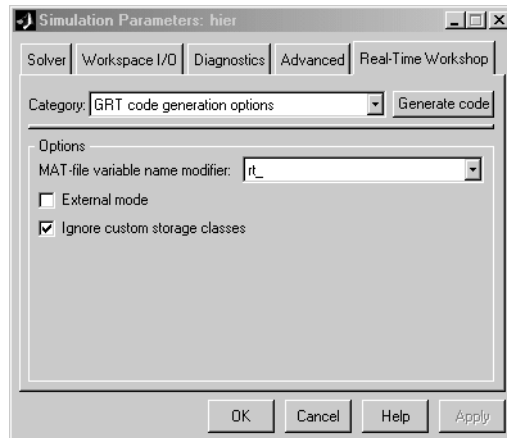 Simulation Parameters: hier
Solver Workspace I/O Diagnostics Advanced Real-Time Workshop
Category: GRT code generation options Generate code
Options
MAT-file variable name modifier: rt_
External mode
Ignore custom storage classes
OK Cancel Help Apply